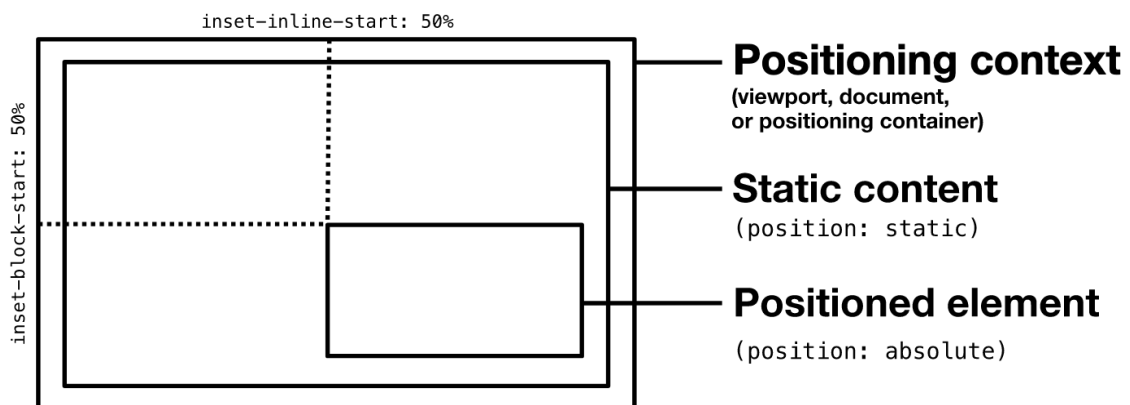 inset-inline-start: 50%
inset-block-start: 50%
Positioning context
(viewport, document,
or positioning container)
Static content
(position: static)
Positioned element
(position: absolute)